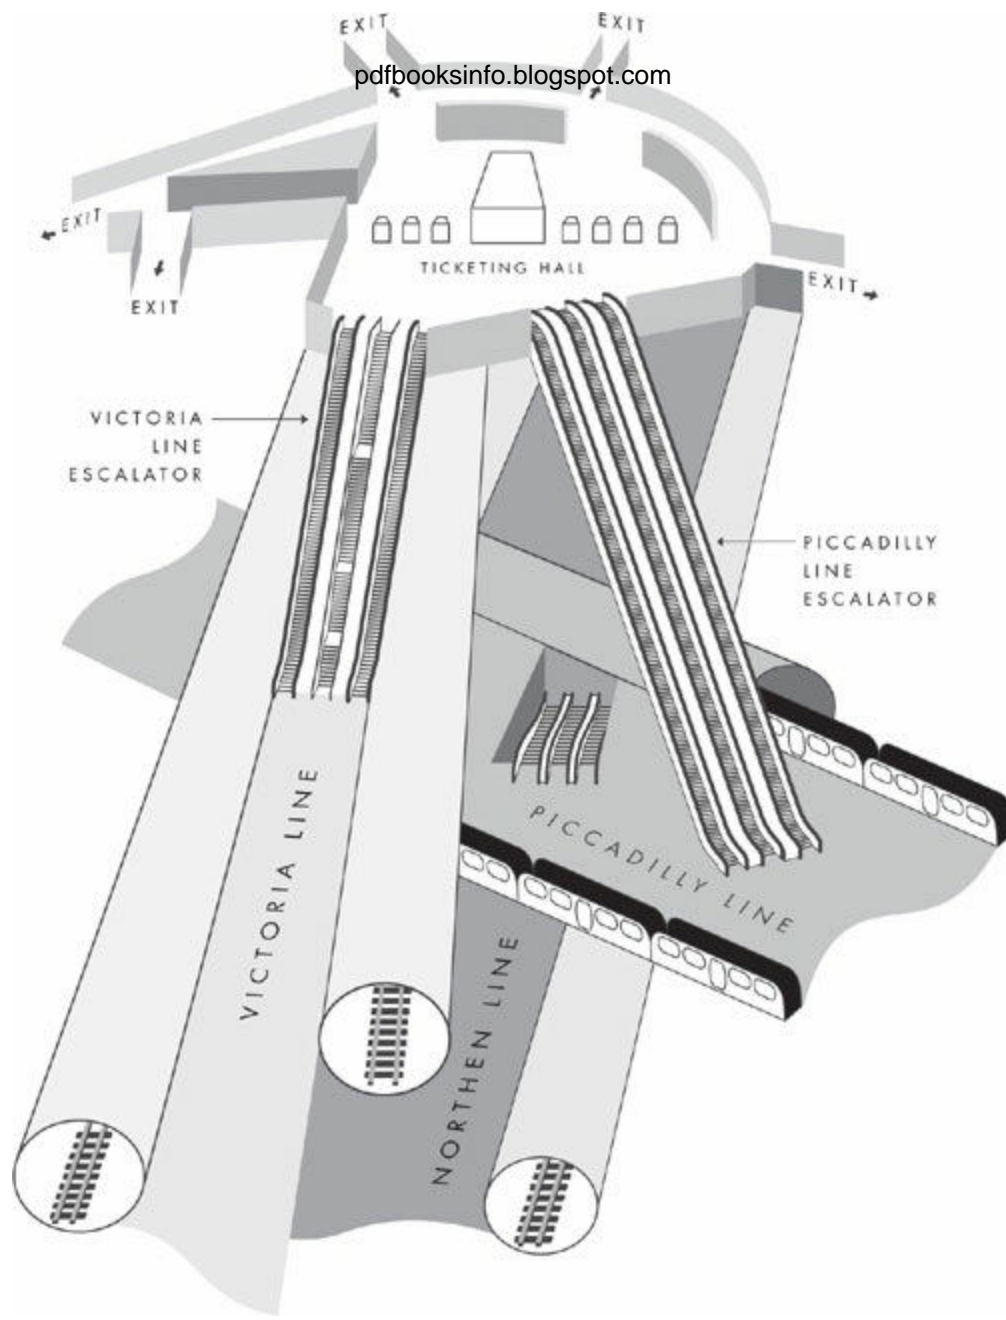 EXIT
EXIT
pdfbooksinfo.blogspot.com
EXIT
TICKETING HALL
EXIT
EXIT
VICTORIA
LINE
ESCALATOR
PICCADILLY
LINE
ESCALATOR
VICTORIA LINE
PICCADILLY LINE
NORTHEN LINE